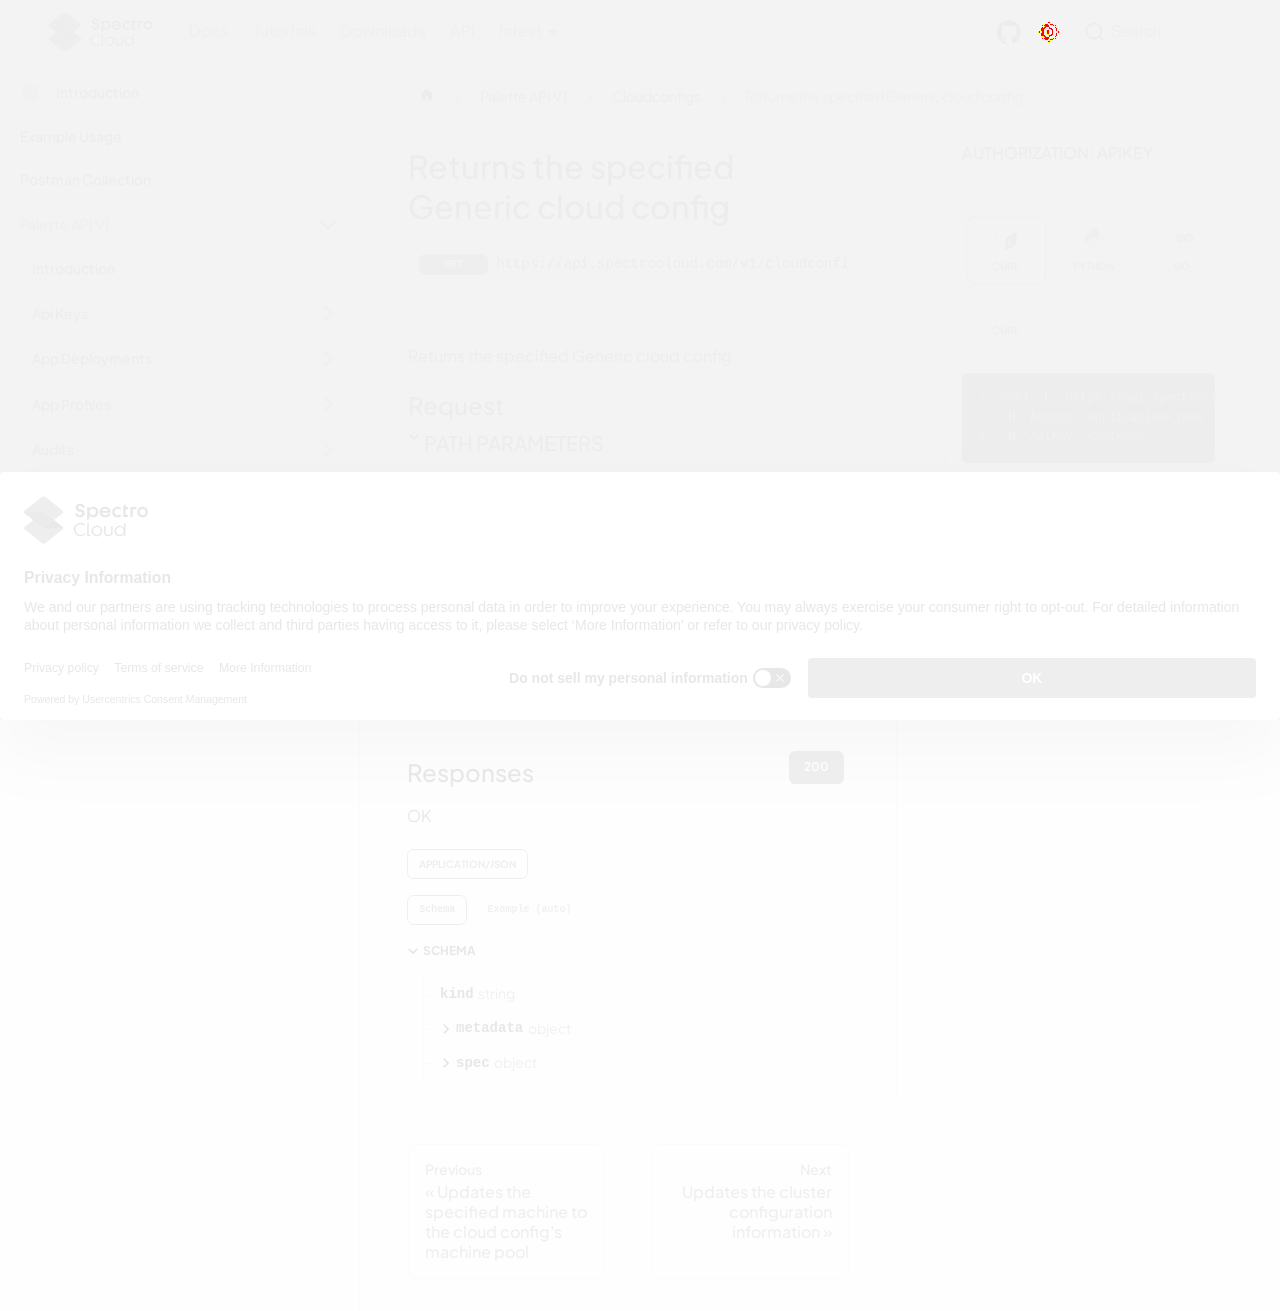 Spectro
Cloud
Docs
Tutorials
Downloads
API
latest
Search
Introduction
Example Usage
Postman Collection
Palette API V1
Introduction
Api Keys
App Deployments
App Profiles
Audits
Palette API V1
Cloudconfigs
Returns the specified Generic cloud config
Returns the specified
Generic cloud config
GET
https://api.spectrocloud.com/v1/cloudconfi
Returns the specified Generic cloud config
Request
PATH PARAMETERS
AUTHORIZATION: APIKEY
CURL
PYTHON
GO
CURL
Spectro
Cloud
Privacy Information
We and our partners are using tracking technologies to process personal data in order to improve your experience. You may always exercise your consumer right to opt-out. For detailed information
about personal information we collect and third parties having access to it, please select ‘More Information’ or refer to our privacy policy.
Privacy policy
Terms of service
More Information
Powered by Usercentrics Consent Management
Do not sell my personal information
OK
Responses
200
OK
APPLICATION/JSON
Schema
Example (auto)
SCHEMA
kind string
metadata object
spec object
Previous
« Updates the
specified machine to
the cloud config's
machine pool
Next
Updates the cluster
configuration
information »